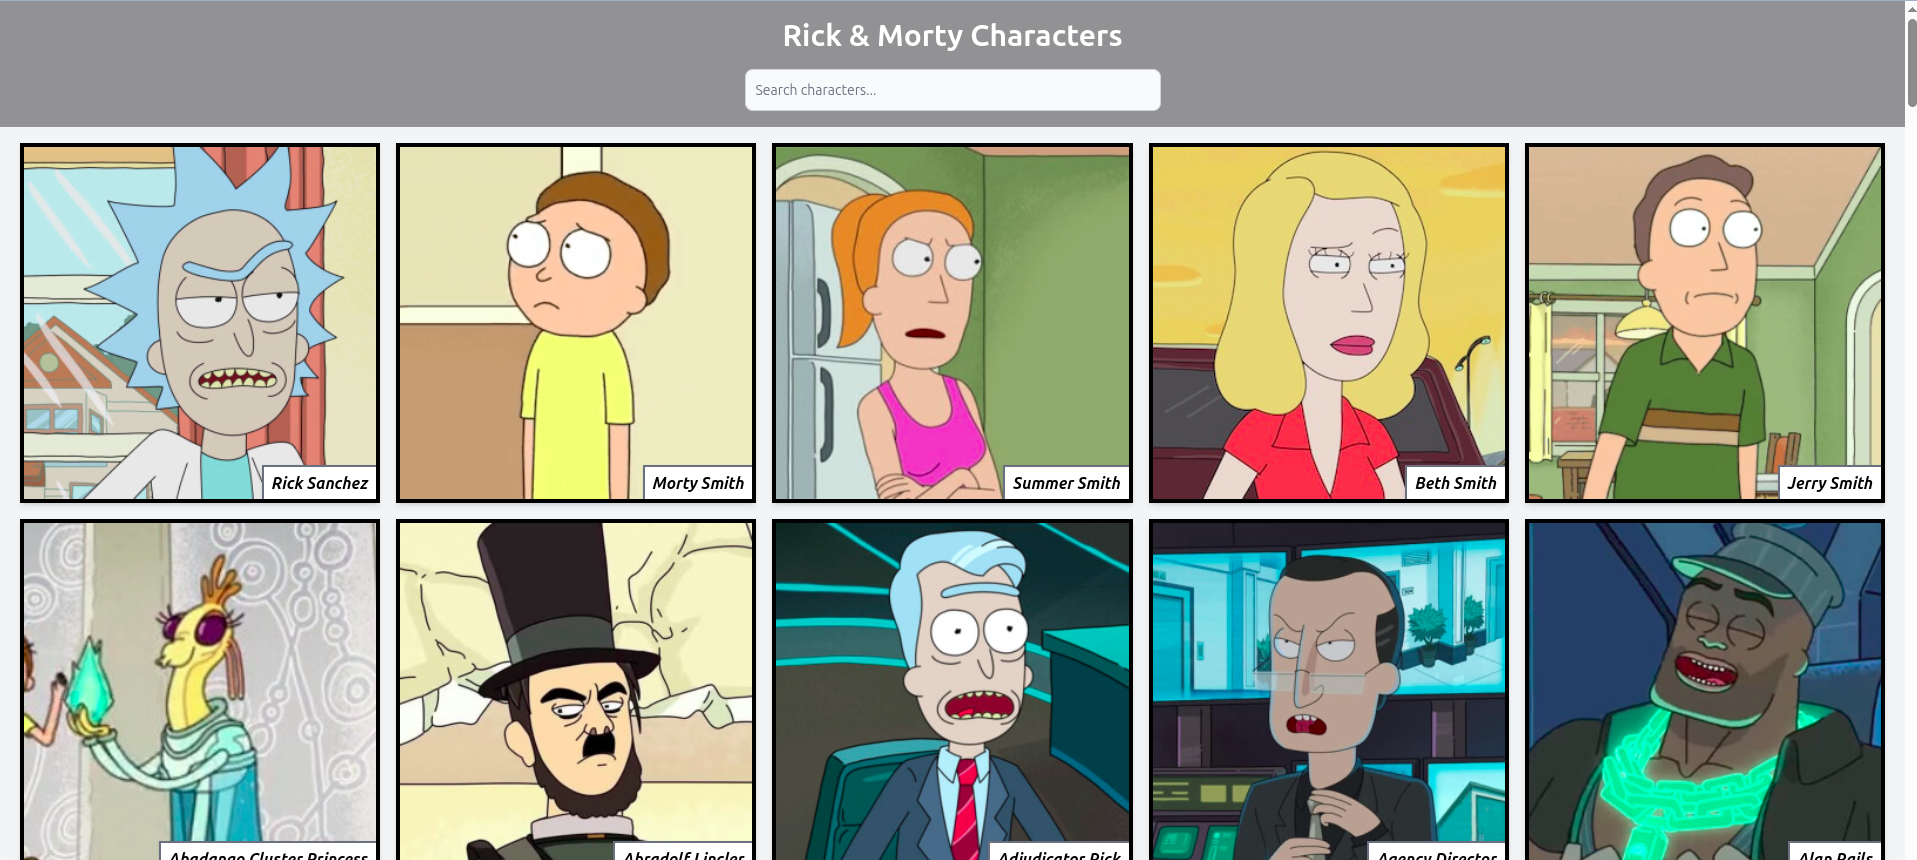 Rick & Morty Characters
Search characters...
Rick Sanchez
Morty Smith
Summer Smith
Beth Smith
Jerry Smith
Abadango Cluster Princess
Abradolf Lincler
Adjudicator Rick
Agency Director
Alan Rails